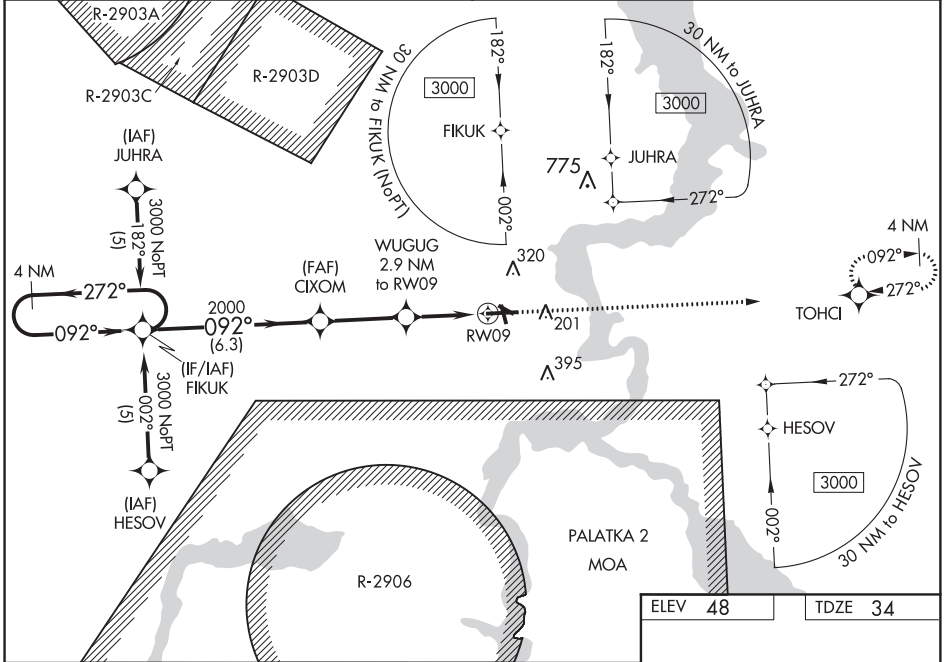 R-2903A
R-2903C
R-2903D
30 NM to FIKUK (NoPT)
3000
182°
FIKUK
002°
182°
30 NM to JUHRA
3000
775
JUHRA
272°
(IAF)
JUHRA
3000 NoPT
182°
(5)
4 NM
272°
092°
2000
092°
(6.3)
(IF/IAF)
FIKUK
(FAF)
CIXOM
WUGUG
2.9 NM
to RW09
320
RW09
201
395
4 NM
092°
272°
TOHCI
3000 NoPT
002°
(5)
(IAF)
HESOV
272°
HESOV
3000
002°
30 NM to HESOV
PALATKA 2
MOA
R-2906
ELEV 48
TDZE 34